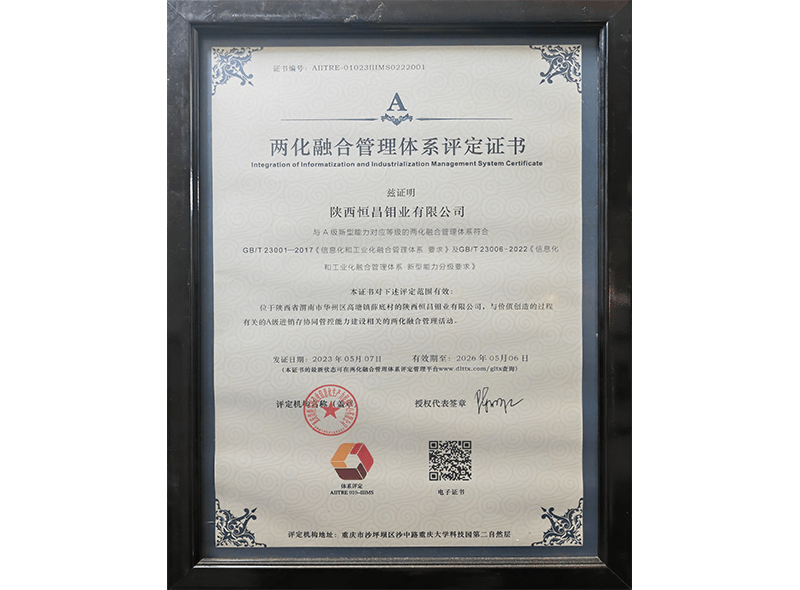 证书编号：AIITRE-01023IIIMS0222001
A
两化融合管理体系评定证书
Integration of Informatization and Industrialization Management System Certificate
兹证明
陕西恒昌钼业有限公司
与A级新型能力对应等级的两化融合管理体系符合
GB/T 23001—2017《信息化和工业化融合管理体系 要求》及GB/T 23006-2022《信息化
和工业化融合管理体系 新型能力分级要求》
本证书对下述评定范围有效：
位于陕西省渭南市华州区高塘镇薛底村的陕西恒昌钼业有限公司，与价值创造的过程
有关的A级进销存协同管控能力建设相关的两化融合管理活动。
发证日期：2023年05月07日 有效期至：2026年05月06日
（本证书的最新状态可在两化融合管理体系评定管理平台www.dlttx.com/gltx查询）
评定机构名称（盖章） 授权代表签章
体系评定
AIITRE 010-IIIMS
电子证书
评定机构地址：重庆市沙坪坝区沙中路重庆大学科技园第二自然层